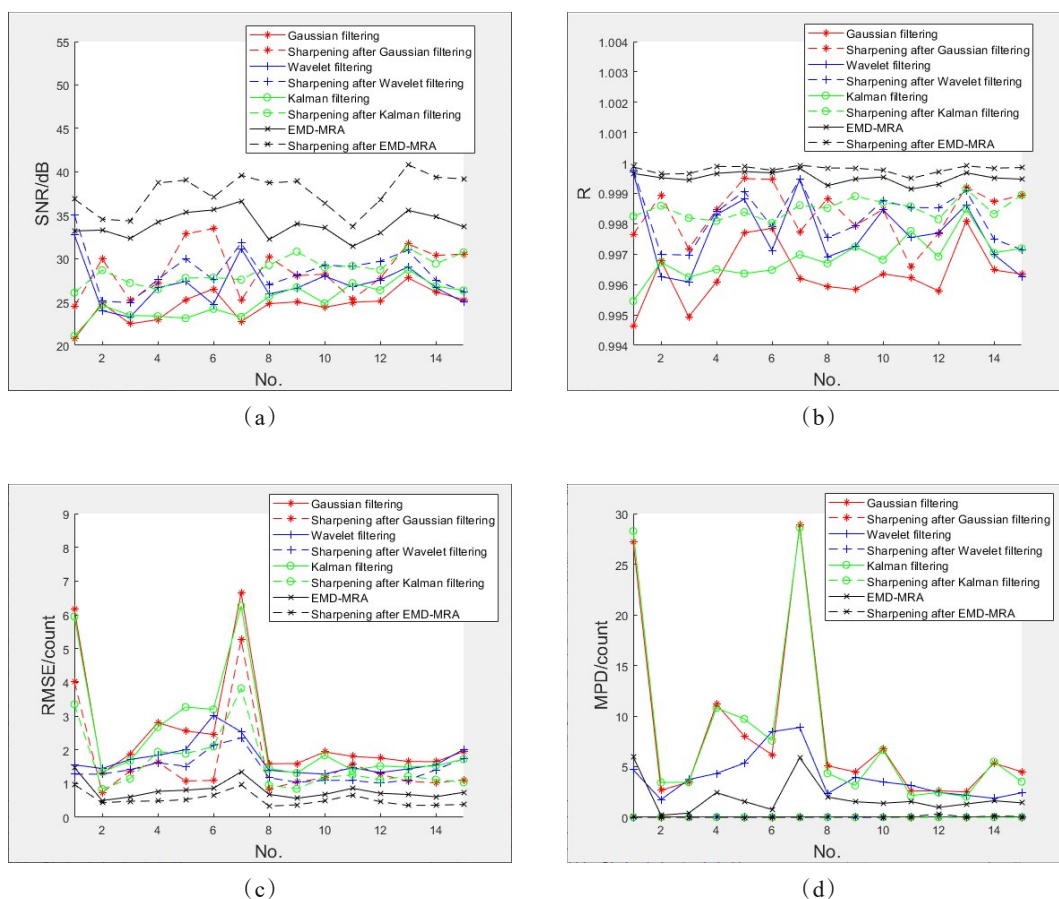 55
50
45
40
35
30
25
20
SNR/dB
2 4 6 8 10 12 14
No.
Gaussian filtering
Sharpening after Gaussian filtering
Wavelet filtering
Sharpening after Wavelet filtering
Kalman filtering
Sharpening after Kalman filtering
EMD-MRA
Sharpening after EMD-MRA
(a)
1.004
1.003
1.002
1.001
1
0.999
0.998
0.997
0.996
0.995
0.994
R
2 4 6 8 10 12 14
No.
Gaussian filtering
Sharpening after Gaussian filtering
Wavelet filtering
Sharpening after Wavelet filtering
Kalman filtering
Sharpening after Kalman filtering
EMD-MRA
Sharpening after EMD-MRA
(b)
9
8
7
6
5
4
3
2
1
0
RMSE/count
2 4 6 8 10 12 14
No.
Gaussian filtering
Sharpening after Gaussian filtering
Wavelet filtering
Sharpening after Wavelet filtering
Kalman filtering
Sharpening after Kalman filtering
EMD-MRA
Sharpening after EMD-MRA
(c)
30
25
20
15
10
5
0
MPD/count
2 4 6 8 10 12 14
No.
Gaussian filtering
Sharpening after Gaussian filtering
Wavelet filtering
Sharpening after Wavelet filtering
Kalman filtering
Sharpening after Kalman filtering
EMD-MRA
Sharpening after EMD-MRA
(d)